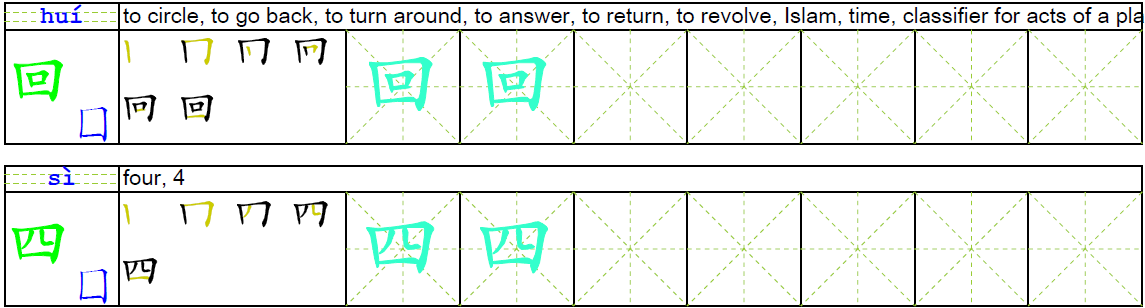 huí to circle, to go back, to turn around, to answer, to return, to revolve, Islam, time, classifier for acts of a pla
回 囗 回 回
sì four, 4
四 囗 四 四